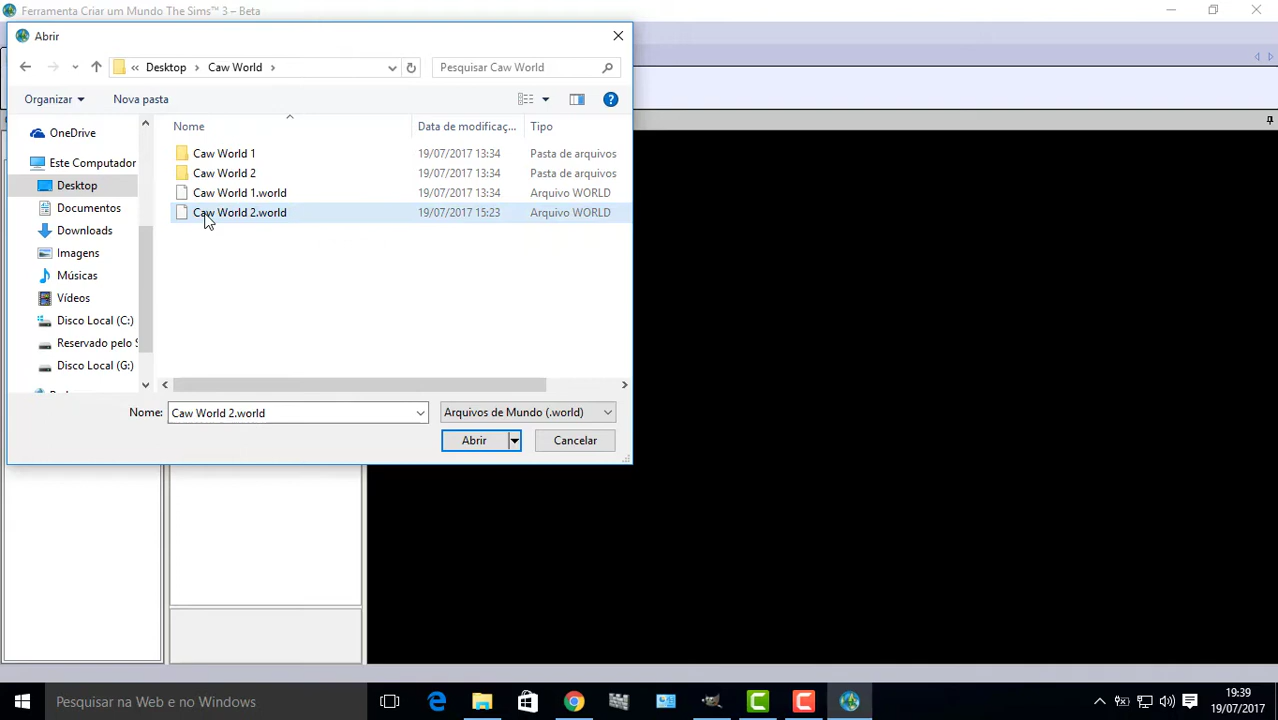 Ferramenta Criar um Mundo The Sims™ 3 – Beta
Abrir
Desktop › Caw World ›
Pesquisar Caw World
Organizar
Nova pasta
Nome
Data de modificaç...
Tipo
OneDrive
Este Computador
Desktop
Documentos
Downloads
Imagens
Músicas
Vídeos
Disco Local (C:)
Reservado pelo S
Disco Local (G:)
Caw World 1 19/07/2017 13:34 Pasta de arquivos
Caw World 2 19/07/2017 13:34 Pasta de arquivos
Caw World 1.world 19/07/2017 13:34 Arquivo WORLD
Caw World 2.world 19/07/2017 15:23 Arquivo WORLD
Nome: Caw World 2.world
Arquivos de Mundo (.world)
Abrir
Cancelar
Pesquisar na Web e no Windows
19:39
19/07/2017